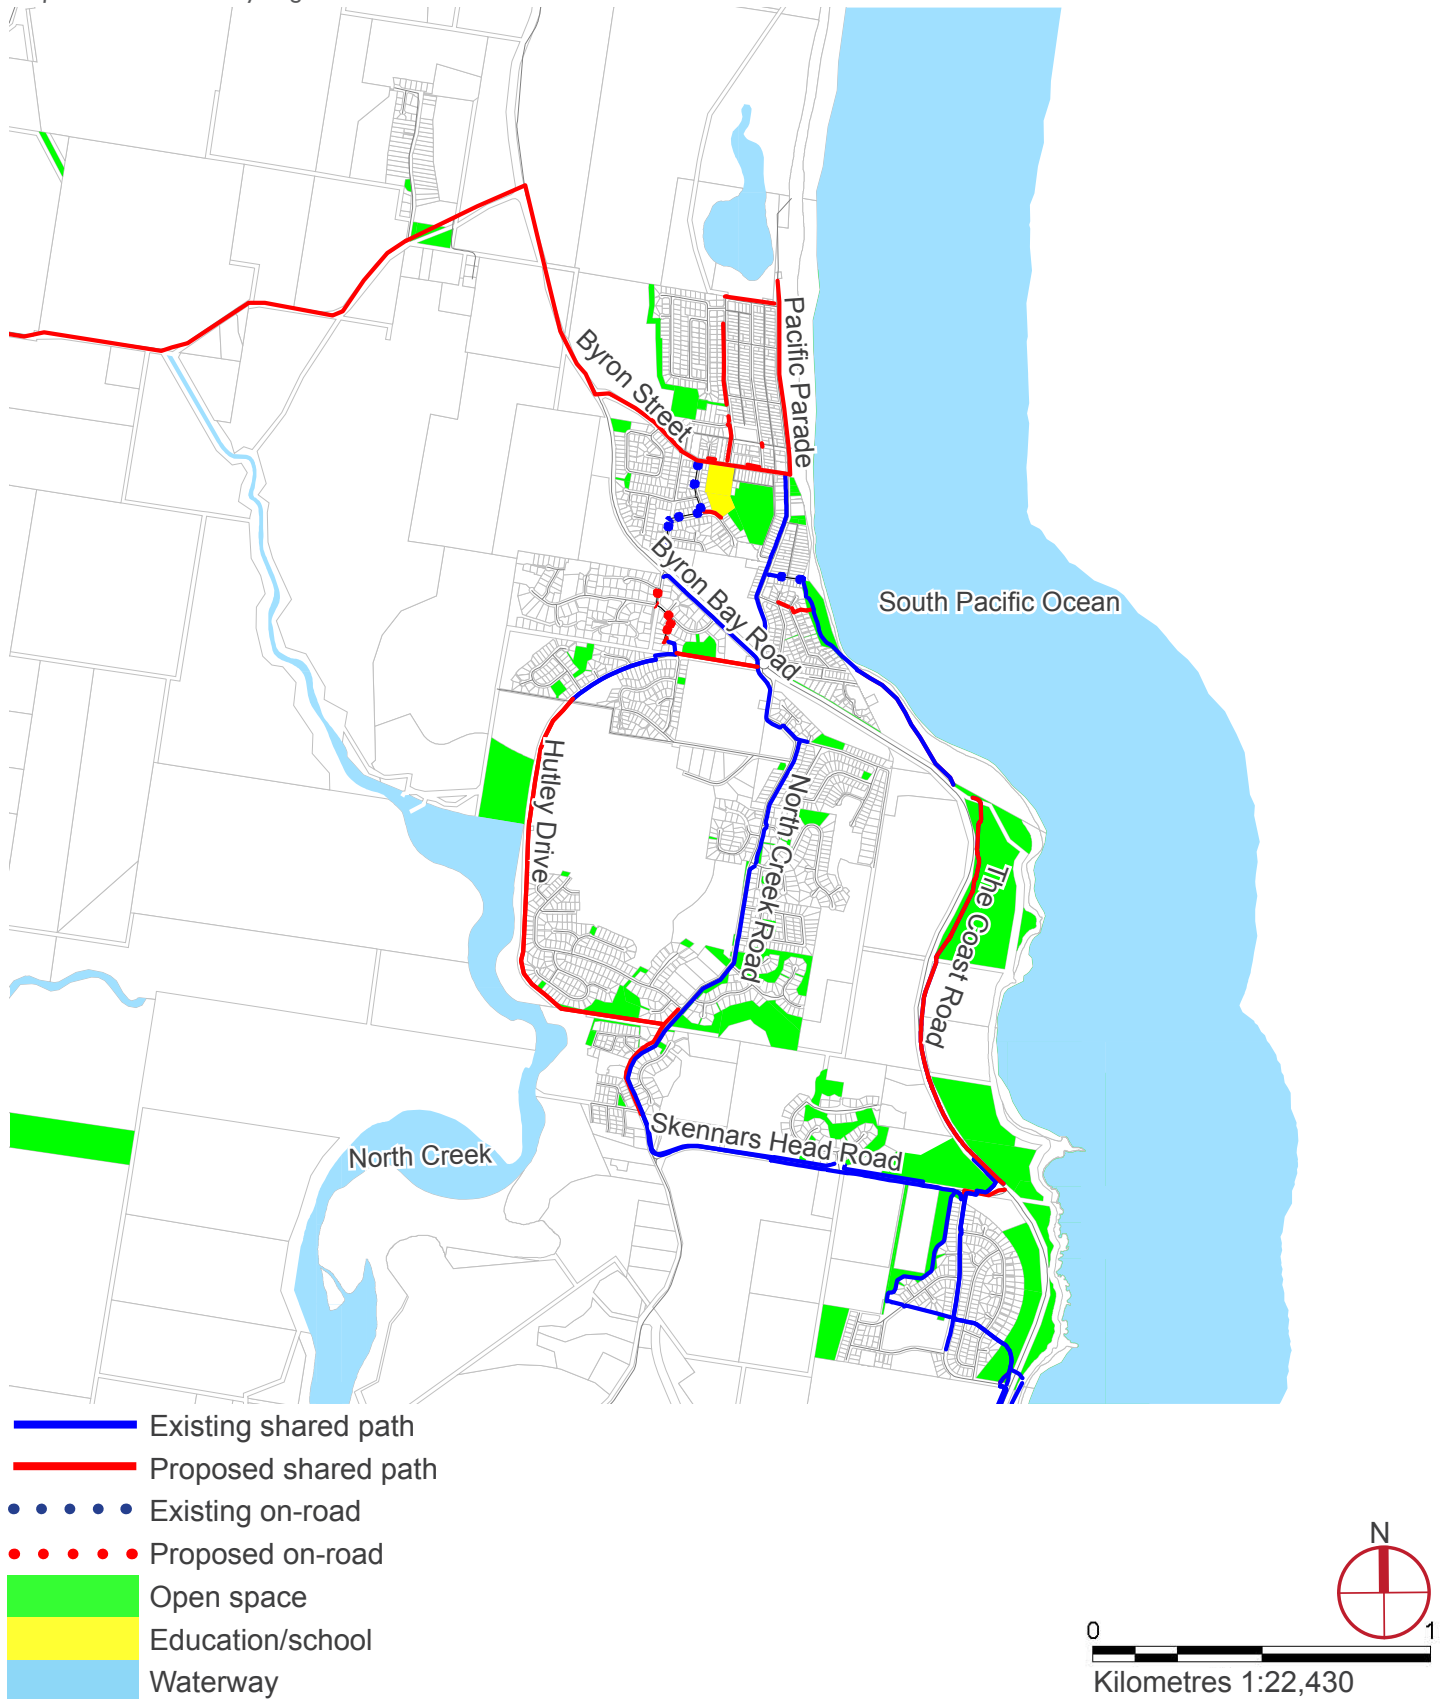 Pacific Parade
Byron Street
Byron Bay Road
South Pacific Ocean
Hutley Drive
North Creek Road
The Coast Road
Skennars Head Road
North Creek
Existing shared path
Proposed shared path
Existing on-road
Proposed on-road
Open space
Education/school
Waterway
N
0 1
Kilometres 1:22,430